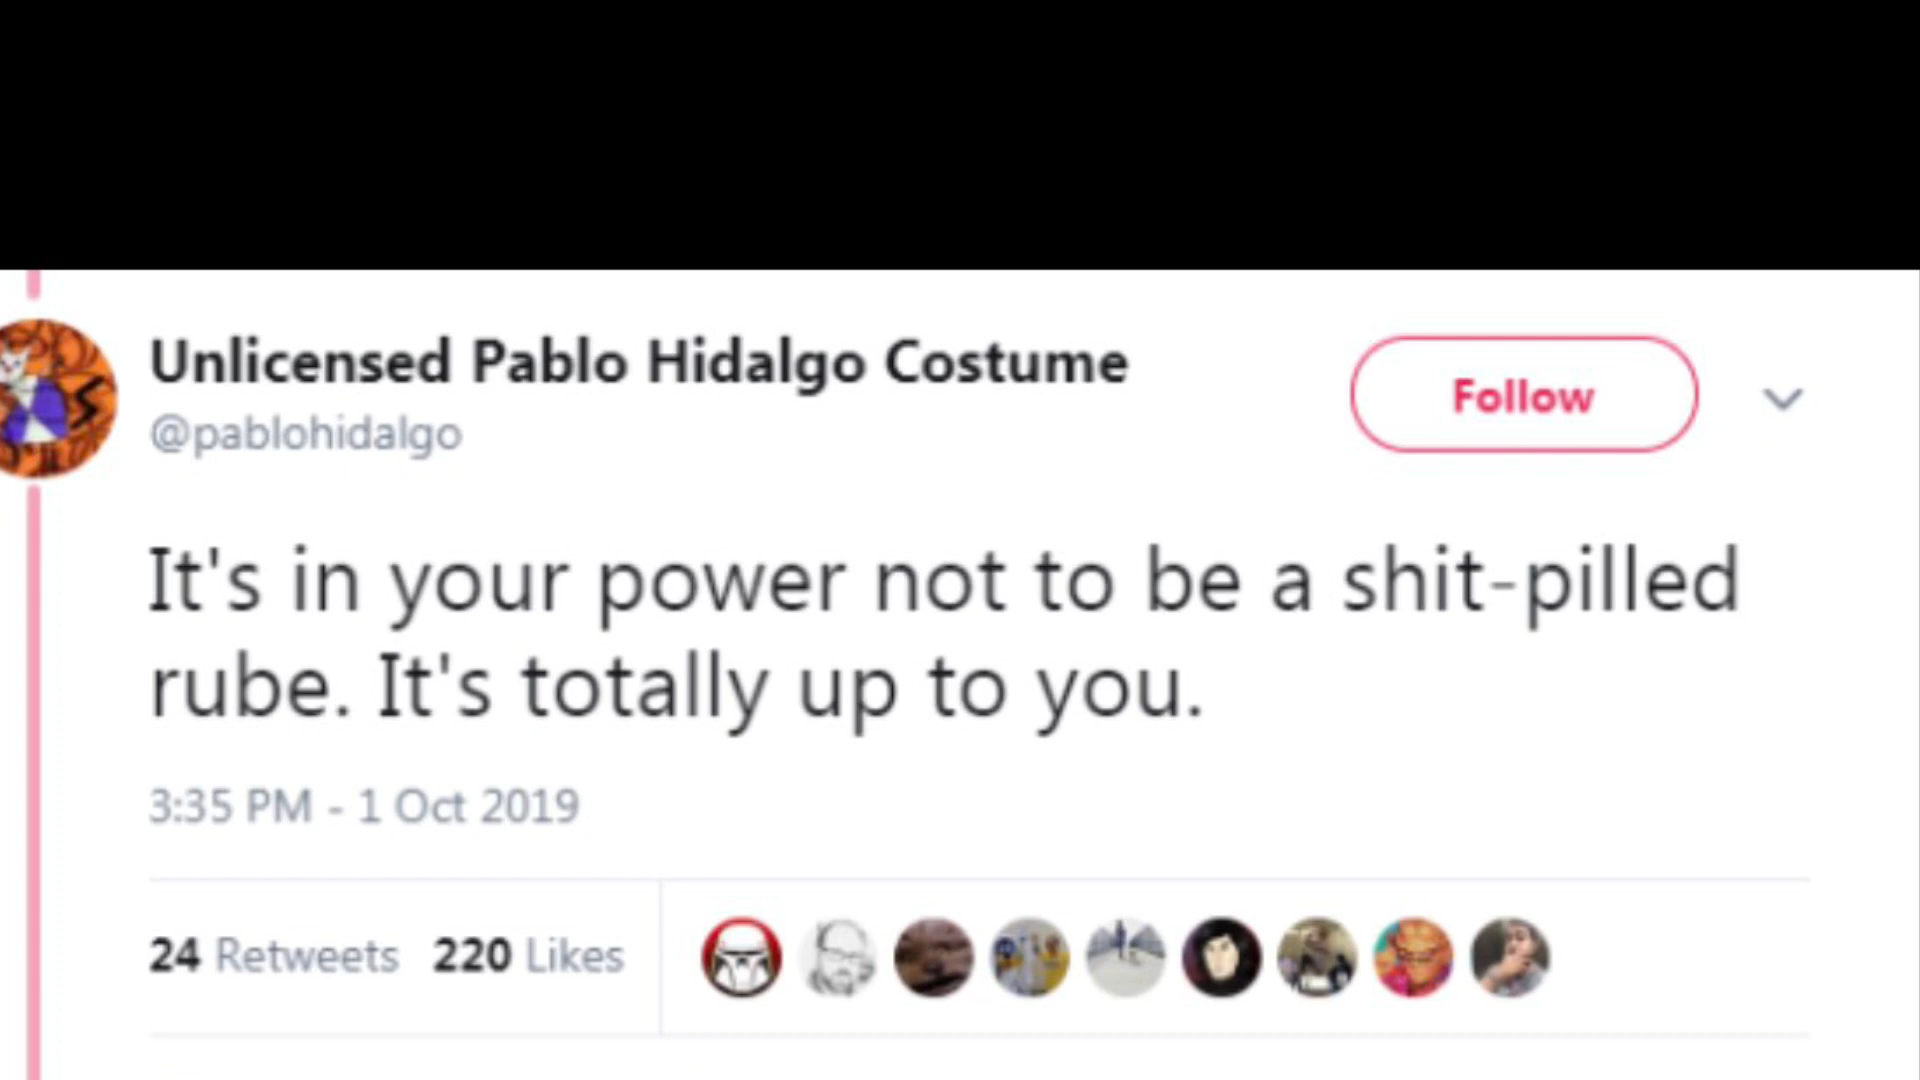 Unlicensed Pablo Hidalgo Costume
@pablohidalgo
Follow
It's in your power not to be a shit-pilled
rube. It's totally up to you.
3:35 PM - 1 Oct 2019
24 Retweets 220 Likes